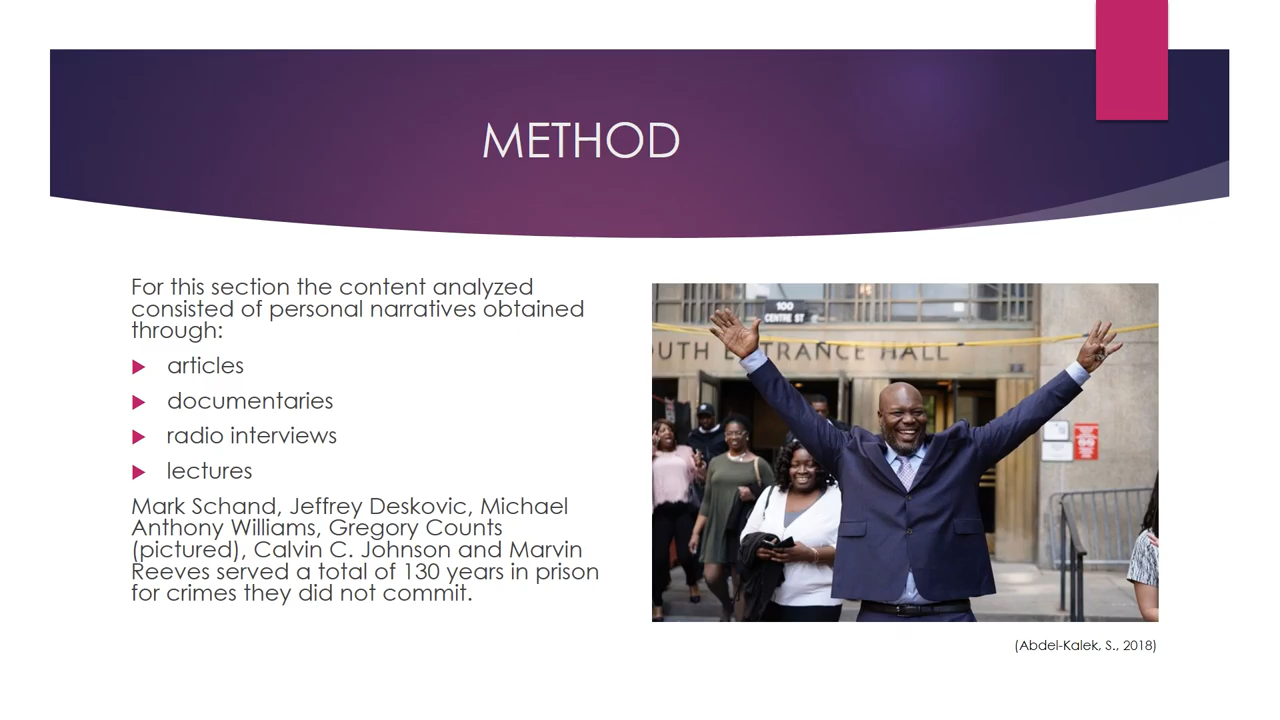 METHOD
For this section the content analyzed
consisted of personal narratives obtained
through:
articles
documentaries
radio interviews
lectures
Mark Schand, Jeffrey Deskovic, Michael
Anthony Williams, Gregory Counts
(pictured), Calvin C. Johnson and Marvin
Reeves served a total of 130 years in prison
for crimes they did not commit.
100
CENTRE ST
OUTH ENTRANCE HALL
(Abdel-Kalek, S., 2018)